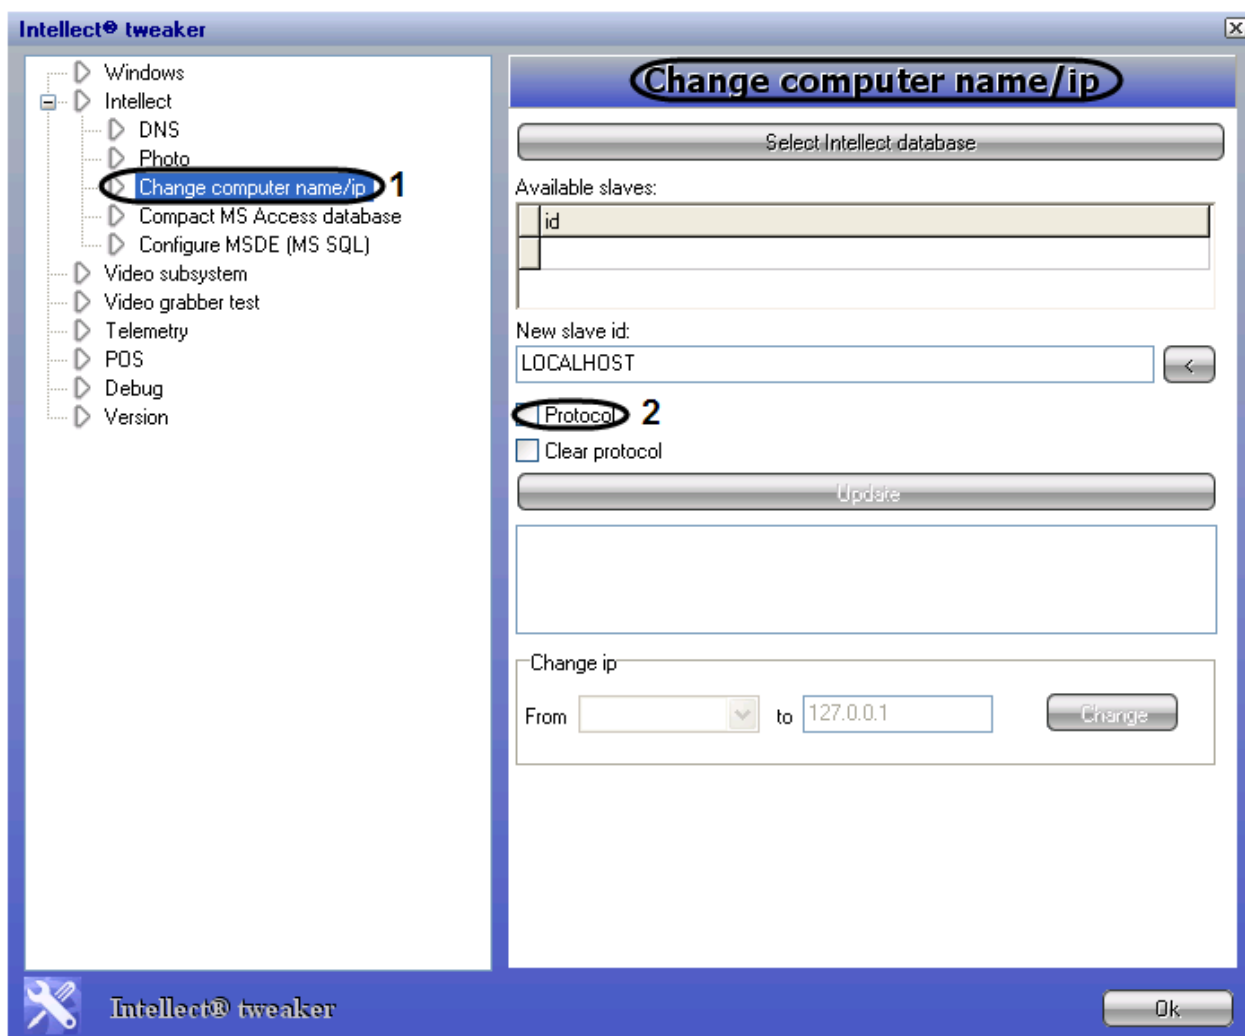 Intellect® tweaker
Windows
Intellect
DNS
Photo
Change computer name/ip 1
Compact MS Access database
Configure MSDE (MS SQL)
Video subsystem
Video grabber test
Telemetry
POS
Debug
Version
Change computer name/ip
Select Intellect database
Available slaves:
id
New slave id:
LOCALHOST
<
Protocol 2
Clear protocol
Update
Change ip
From to 127.0.0.1 Change
Intellect® tweaker
Ok